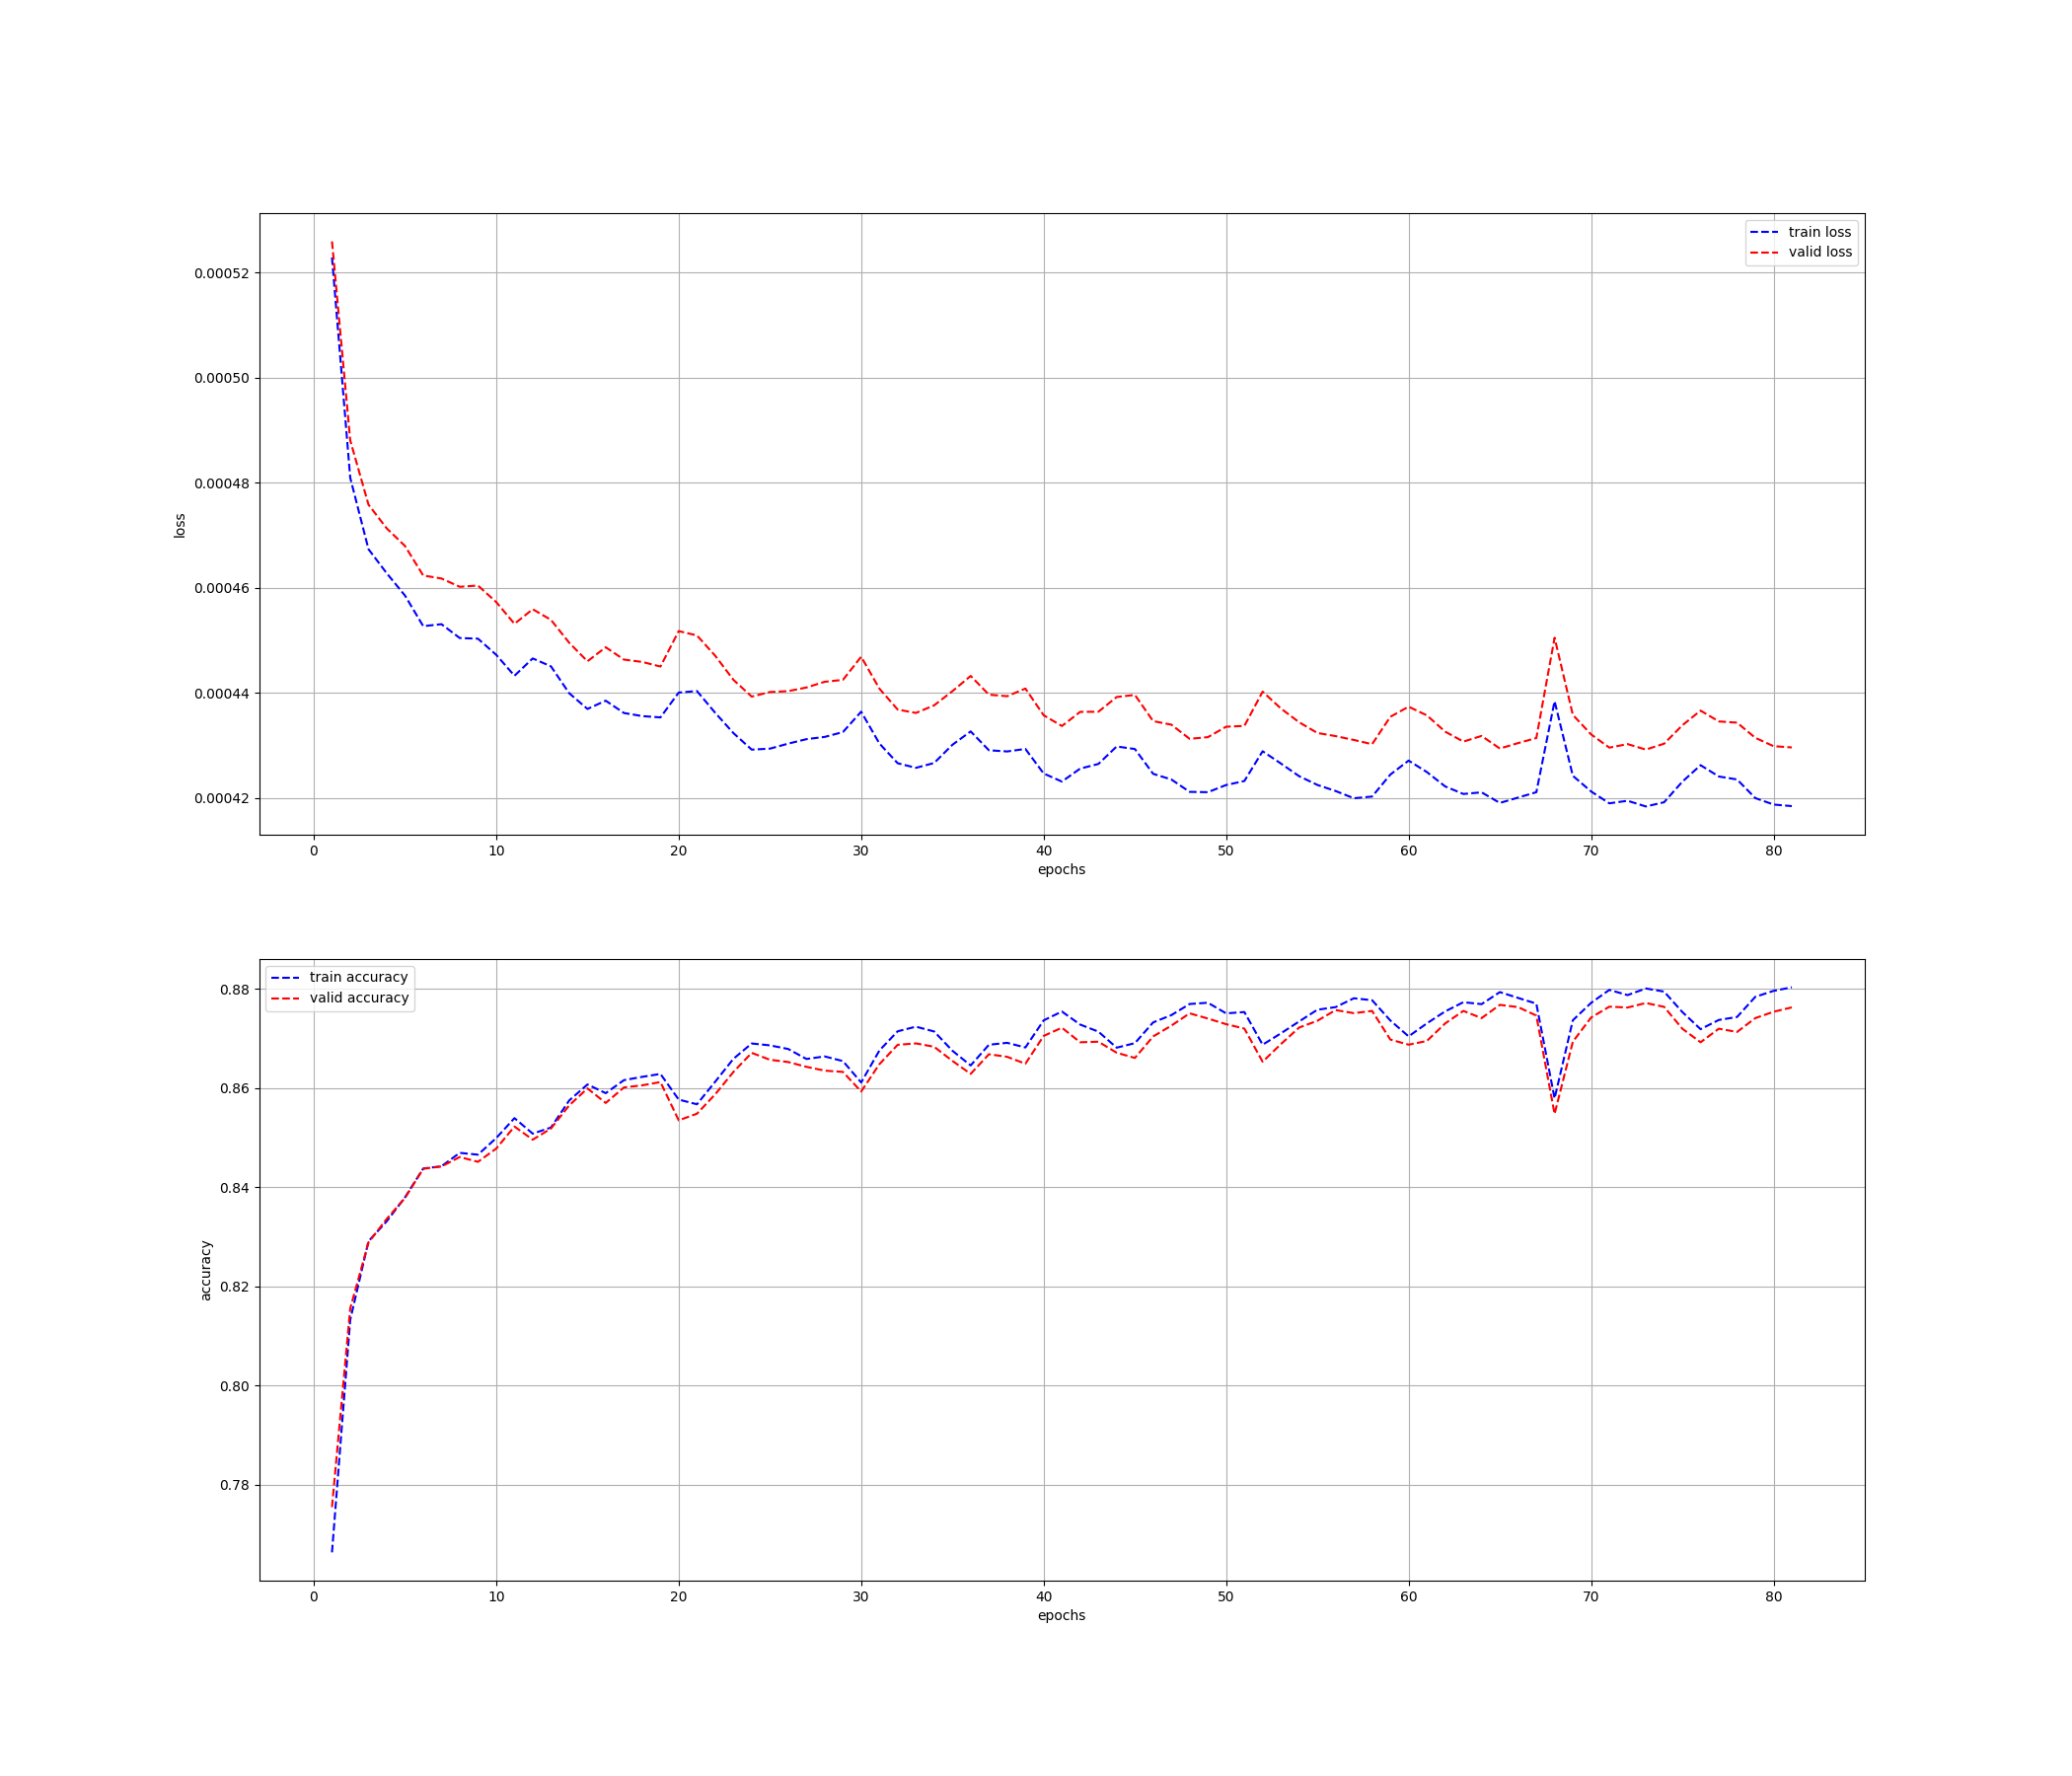 train loss
valid loss
0.00052
0.00050
0.00048
0.00046
0.00044
0.00042
loss
0 10 20 30 40 50 60 70 80
epochs
train accuracy
valid accuracy
0.88
0.86
0.84
0.82
0.80
0.78
accuracy
0 10 20 30 40 50 60 70 80
epochs